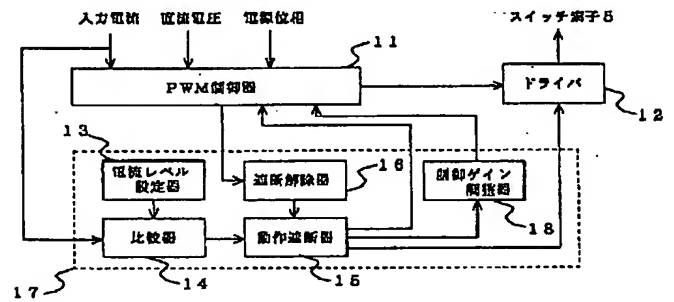 入力電流 直流電圧 電源位相 スイッチ素子5
11
PWM制御器
ドライバ
12
13
16
電流レベル
設定器
遮断解除器
制御ゲイン
調整器
18
比較器
動作遮断器
17
14
15